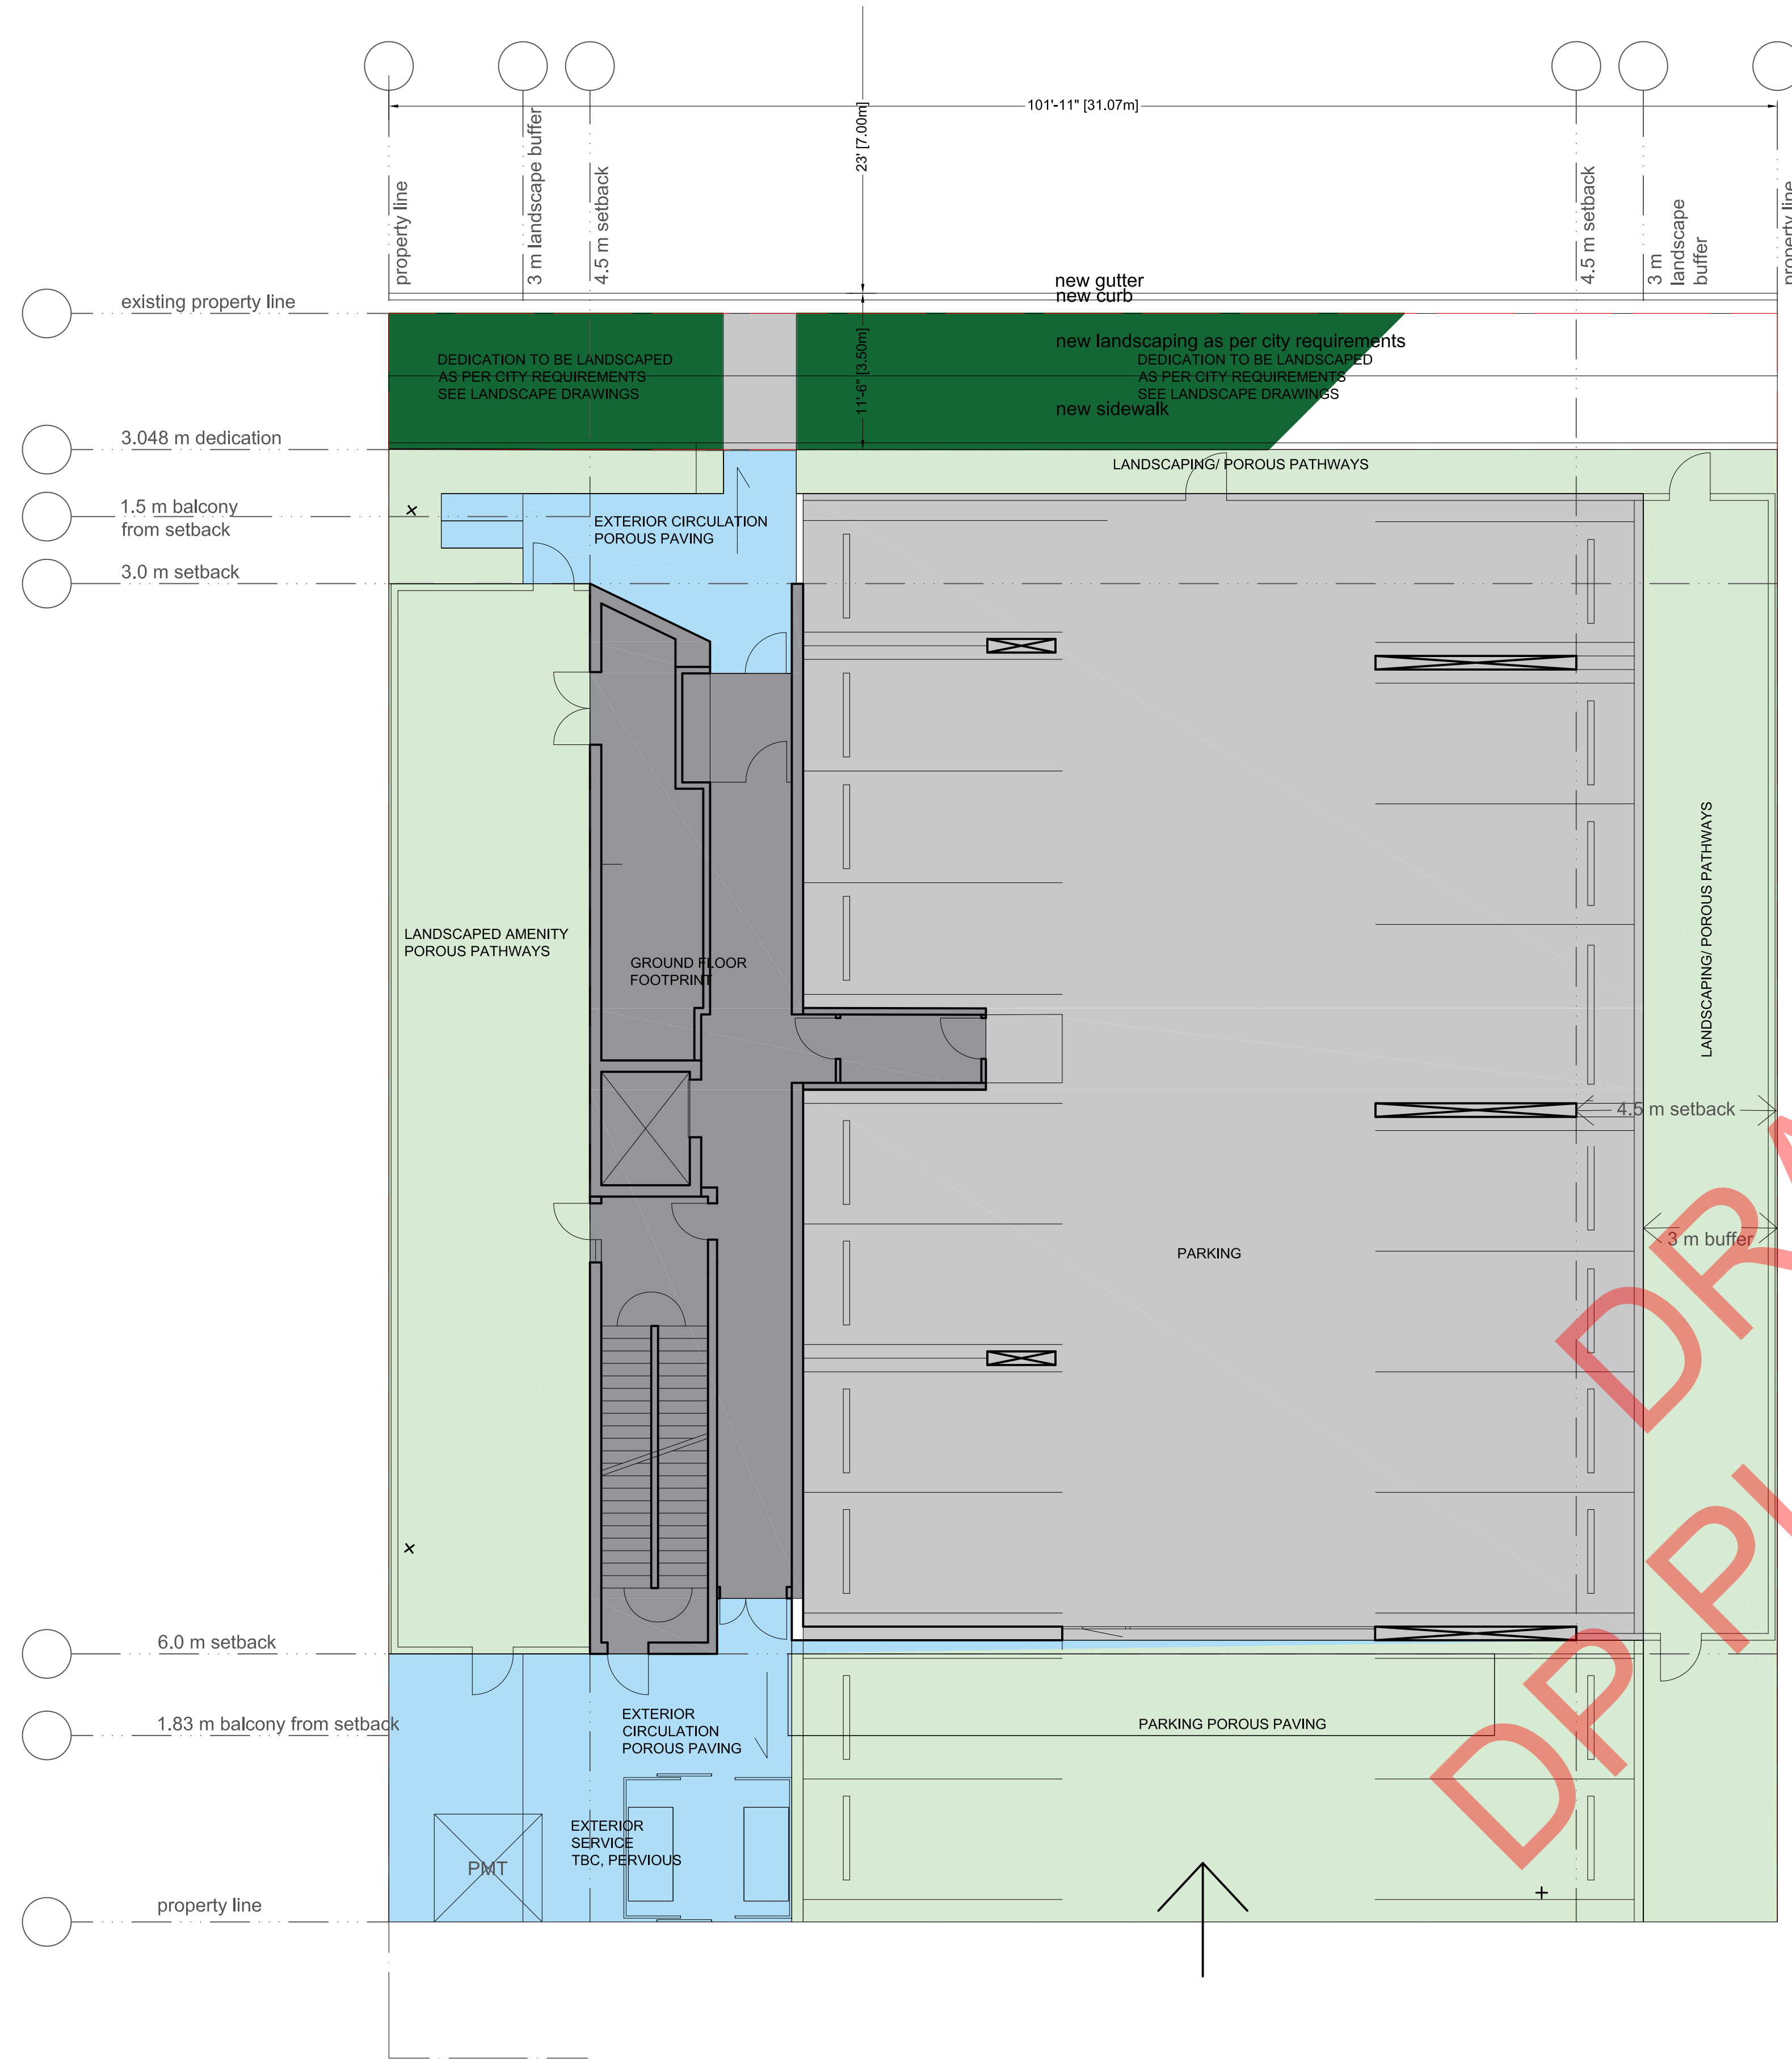 101'-11" [31.07m]
23' [7.00m]
property line
3 m landscape buffer
4.5 m setback
4.5 m setback
3 m
landscape
buffer
property line
new gutter
new curb
existing property line
11'-6" [3.50m]
new landscaping as per city requirements
DEDICATION TO BE LANDSCAPED
AS PER CITY REQUIREMENTS
SEE LANDSCAPE DRAWINGS
DEDICATION TO BE LANDSCAPED
AS PER CITY REQUIREMENTS
SEE LANDSCAPE DRAWINGS
new sidewalk
3.048 m dedication
LANDSCAPING/ POROUS PATHWAYS
1.5 m balcony
from setback
EXTERIOR CIRCULATION
POROUS PAVING
3.0 m setback
LANDSCAPED AMENITY
POROUS PATHWAYS
GROUND FLOOR
FOOTPRINT
LANDSCAPING/ POROUS PATHWAYS
4.5 m setback
3 m buffer
PARKING
6.0 m setback
1.83 m balcony from setback
EXTERIOR
CIRCULATION
POROUS PAVING
PARKING POROUS PAVING
EXTERIOR
SERVICE
TBC, PERVIOUS
PMT
property line